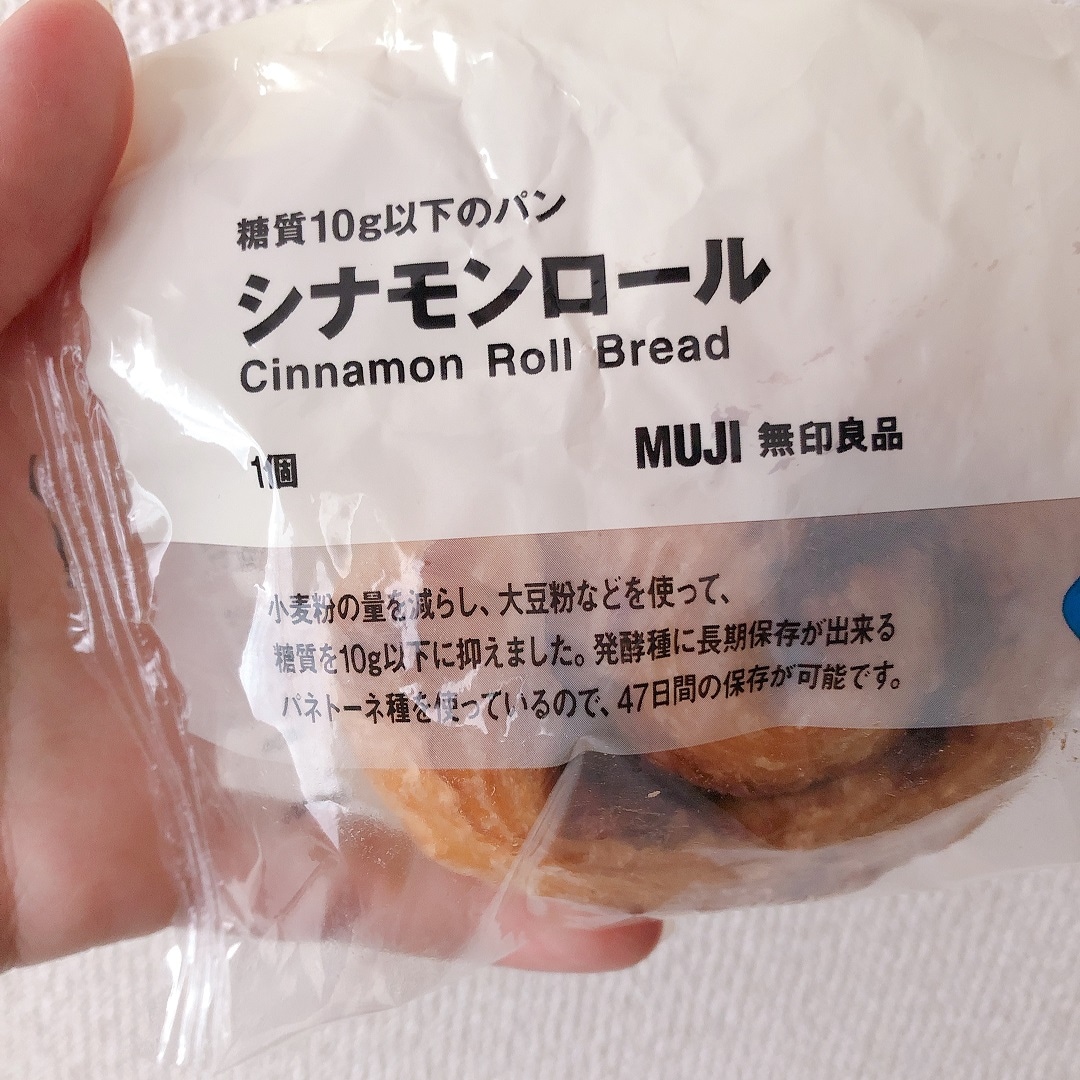 糖質10g以下のパン
シナモンロール
Cinnamon Roll Bread
1個
MUJI 無印良品
小麦粉の量を減らし、大豆粉などを使って、
糖質を10g以下に抑えました。発酵種に長期保存が出来る
パネトーネ種を使っているので、47日間の保存が可能です。